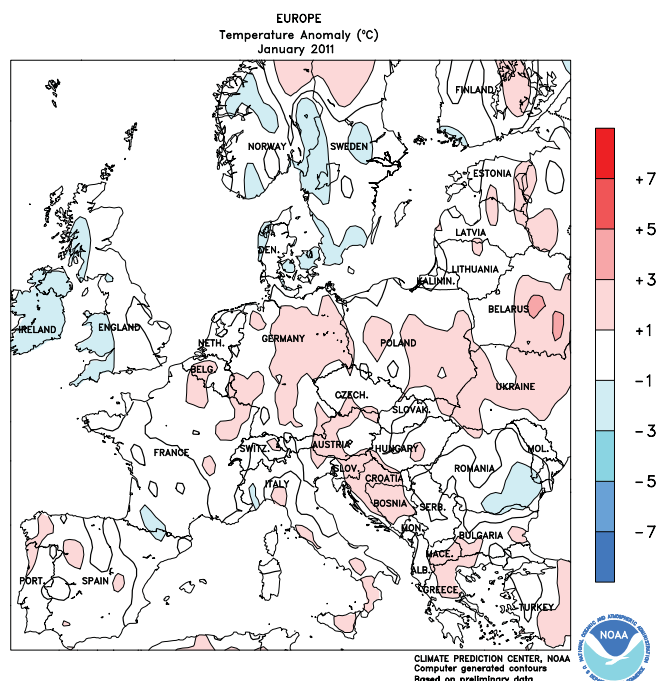 EUROPE
Temperature Anomaly (°C)
January 2011
FINLAND
NORWAY
SWEDEN
ESTONIA
LATVIA
DEN.
LITHUANIA
KALININ.
BELARUS
IRELAND
ENGLAND
NETH.
GERMANY
POLAND
BELG.
UKRAINE
CZECH.
SLOVAK.
FRANCE
SWITZ.
AUSTRIA
HUNGARY
MOL.
ROMANIA
SLOV.
ITALY
CROATIA
BOSNIA
SERB.
MON.
BULGARIA
MACE.
ALB.
PORT.
SPAIN
GREECE
TURKEY
+7
+5
+3
+1
−1
−3
−5
−7
NOAA
CLIMATE PREDICTION CENTER, NOAA
Computer generated contours
Based on preliminary data